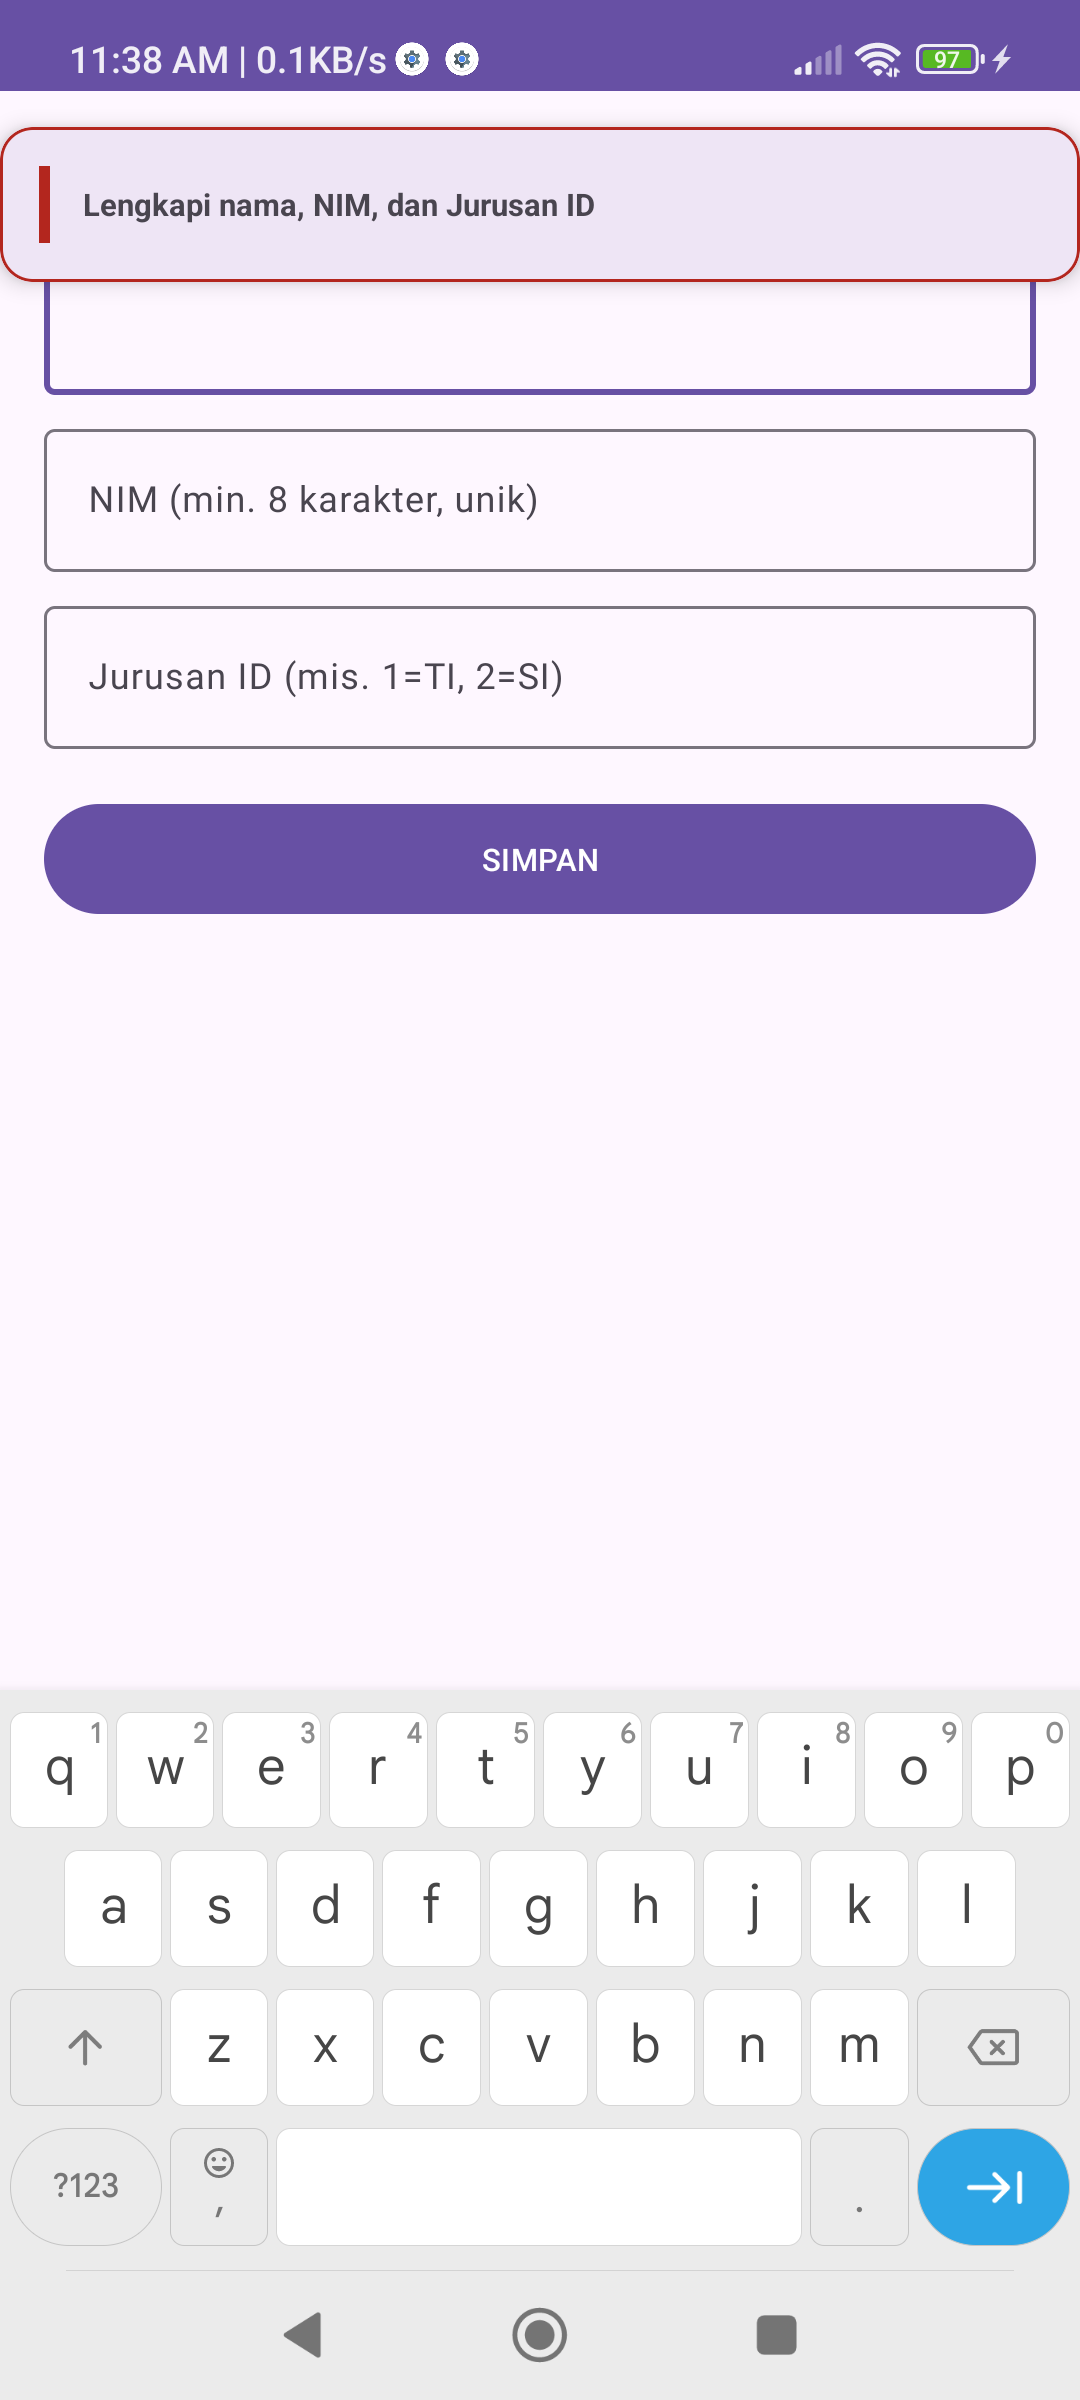 11:38 AM | 0.1KB/s
97
Lengkapi nama, NIM, dan Jurusan ID
NIM (min. 8 karakter, unik)
Jurusan ID (mis. 1=TI, 2=SI)
SIMPAN
1 2 3 4 5 6 7 8 9 0
q w e r t y u i o p
a s d f g h j k l
z x c v b n m
?123 , .